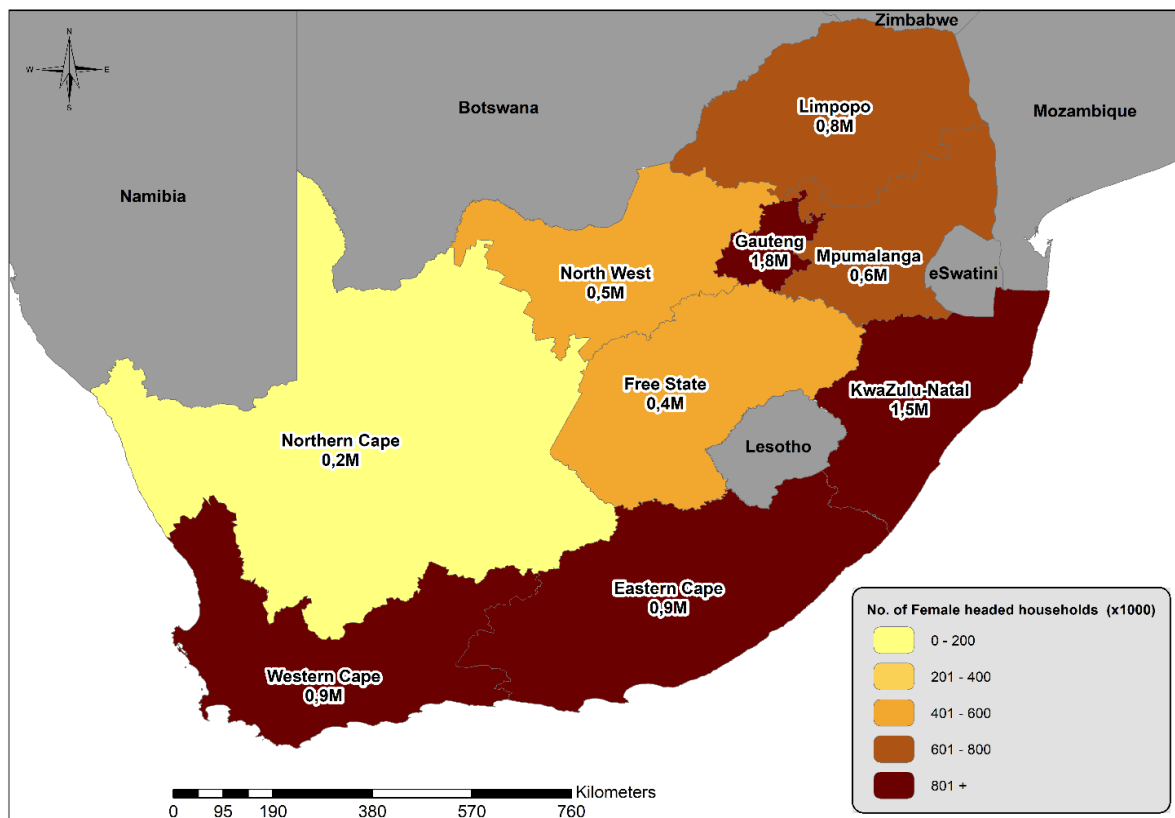 Zimbabwe
N
W
E
S
Botswana
Mozambique
Limpopo
0,8M
Namibia
Gauteng
1,8M
Mpumalanga
0,6M
eSwatini
North West
0,5M
Free State
0,4M
KwaZulu-Natal
1,5M
Northern Cape
0,2M
Lesotho
Eastern Cape
0,9M
Western Cape
0,9M
No. of Female headed households (x1000)
0 - 200
201 - 400
401 - 600
601 - 800
801 +
Kilometers
0 95 190 380 570 760